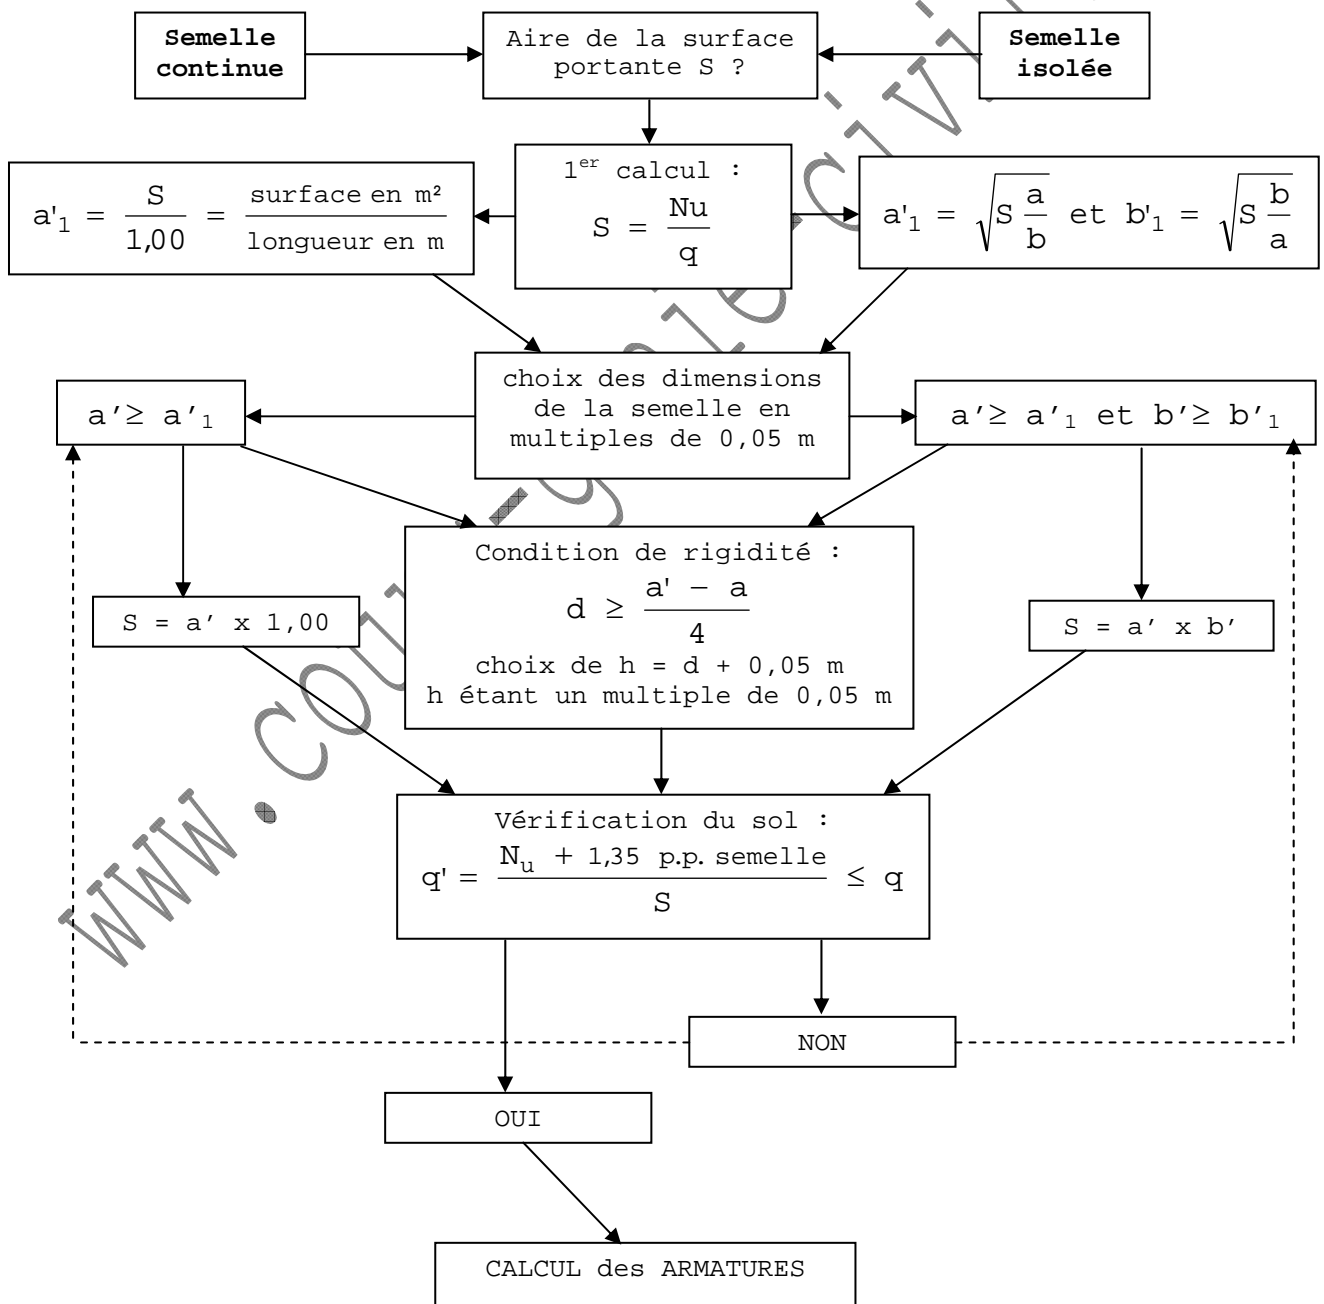 Semelle
continue
Aire de la surface
portante S ?
Semelle
isolée
1er calcul :
S = Nu / q
a'1 = S / 1,00 = surface en m² / longueur en m
a'1 = √(S a/b) et b'1 = √(S b/a)
choix des dimensions
de la semelle en
multiples de 0,05 m
a'≥ a'1
a'≥ a'1 et b'≥ b'1
Condition de rigidité :
d ≥ (a' − a) / 4
choix de h = d + 0,05 m
h étant un multiple de 0,05 m
S = a' x 1,00
S = a' x b'
Vérification du sol :
q' = (Nu + 1,35 p.p. semelle) / S ≤ q
NON
OUI
CALCUL des ARMATURES